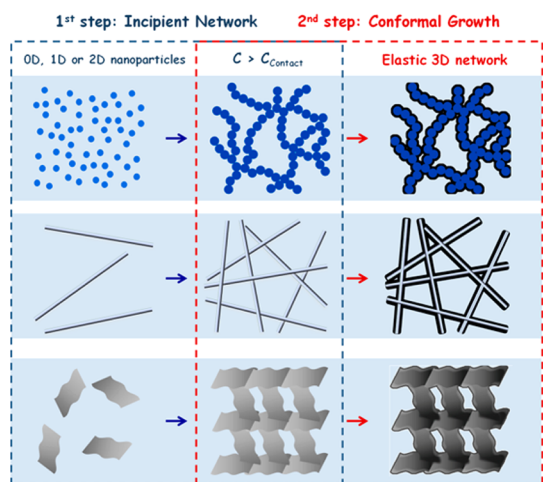 1st step: Incipient Network
2nd step: Conformal Growth
0D, 1D or 2D nanoparticles
C > CContact
Elastic 3D network